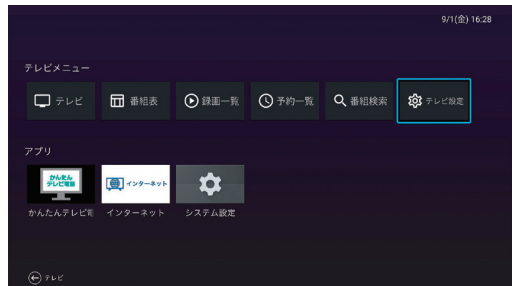 9/1(金) 16:28
テレビメニュー
テレビ
番組表
録画一覧
予約一覧
番組検索
テレビ設定
アプリ
かんたん
テレビ電話
インターネット
かんたんテレビ電
インターネット
システム設定
テレビ